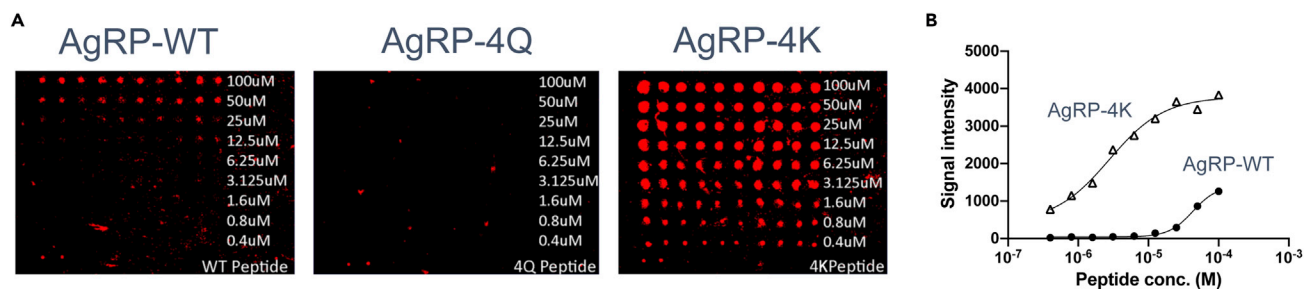 A
AgRP-WT
100uM
50uM
25uM
12.5uM
6.25uM
3.125uM
1.6uM
0.8uM
0.4uM
WT Peptide
AgRP-4Q
100uM
50uM
25uM
12.5uM
6.25uM
3.125uM
1.6uM
0.8uM
0.4uM
4Q Peptide
AgRP-4K
100uM
50uM
25uM
12.5uM
6.25uM
3.125uM
1.6uM
0.8uM
0.4uM
4KPeptide
B
Signal intensity
5000
4000
3000
2000
1000
0
AgRP-4K
AgRP-WT
10-7 10-6 10-5 10-4 10-3
Peptide conc. (M)